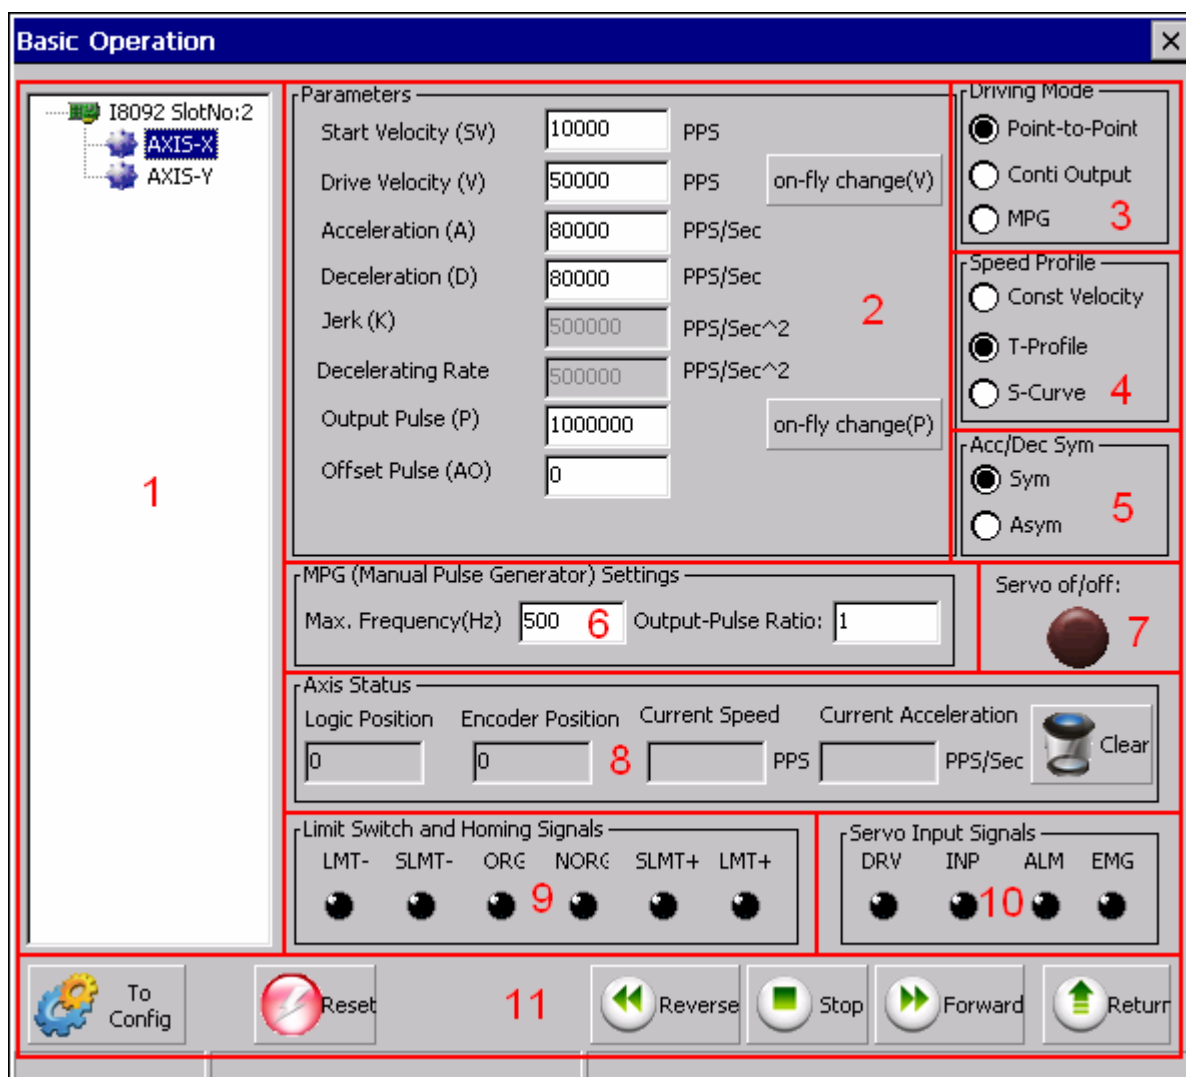 Basic Operation
I8092 SlotNo:2
AXIS-X
AXIS-Y
1
Parameters
Start Velocity (SV) 10000 PPS
Drive Velocity (V) 50000 PPS on-fly change(V)
Acceleration (A) 80000 PPS/Sec
Deceleration (D) 80000 PPS/Sec
Jerk (K) 500000 PPS/Sec^2
2
Decelerating Rate 500000 PPS/Sec^2
Output Pulse (P) 1000000 on-fly change(P)
Offset Pulse (AO) 0
Driving Mode
Point-to-Point
Conti Output
MPG 3
Speed Profile
Const Velocity
T-Profile
S-Curve 4
Acc/Dec Sym
Sym
5
Asym
MPG (Manual Pulse Generator) Settings
Max. Frequency(Hz) 500 6 Output-Pulse Ratio: 1
Servo of/off:
7
Axis Status
Logic Position Encoder Position Current Speed Current Acceleration
0 0 8 PPS PPS/Sec Clear
Limit Switch and Homing Signals
LMT- SLMT- ORG NORG SLMT+ LMT+
9
Servo Input Signals
DRV INP ALM EMG
10
To Config Reset 11 Reverse Stop Forward Return